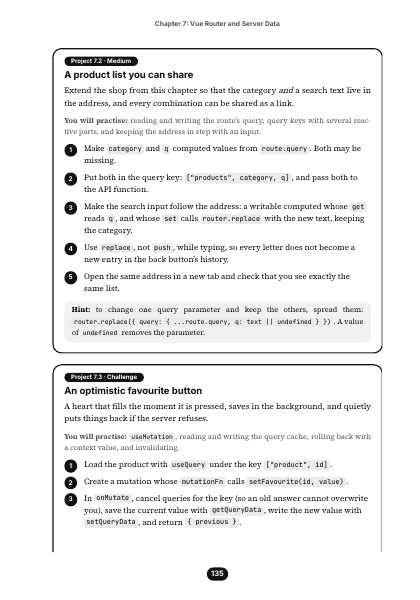 Chapter 7: Vue Router and Server Data
Project 7.2 · Medium
A product list you can share
Extend the shop from this chapter so that the category and a search text live in
the address, and every combination can be shared as a link.
You will practise: reading and writing the route's query, query keys with several reac-
tive parts, and keeping the address in step with an input.
1 Make category and q computed values from route.query. Both may be
missing.
2 Put both in the query key: ["products", category, q], and pass both to
the API function.
3 Make the search input follow the address: a writable computed whose get
reads q, and whose set calls router.replace with the new text, keeping
the category.
4 Use replace, not push, while typing, so every letter does not become a
new entry in the back button's history.
5 Open the same address in a new tab and check that you see exactly the
same list.
Hint: to change one query parameter and keep the others, spread them:
router.replace({ query: { ...route.query, q: text || undefined } }). A value
of undefined removes the parameter.
Project 7.3 · Challenge
An optimistic favourite button
A heart that fills the moment it is pressed, saves in the background, and quietly
puts things back if the server refuses.
You will practise: useMutation, reading and writing the query cache, rolling back with
a context value, and invalidating.
1 Load the product with useQuery under the key ["product", id].
2 Create a mutation whose mutationFn calls setFavourite(id, value).
3 In onMutate, cancel queries for the key (so an old answer cannot overwrite
you), save the current value with getQueryData, write the new value with
setQueryData, and return { previous }.
135